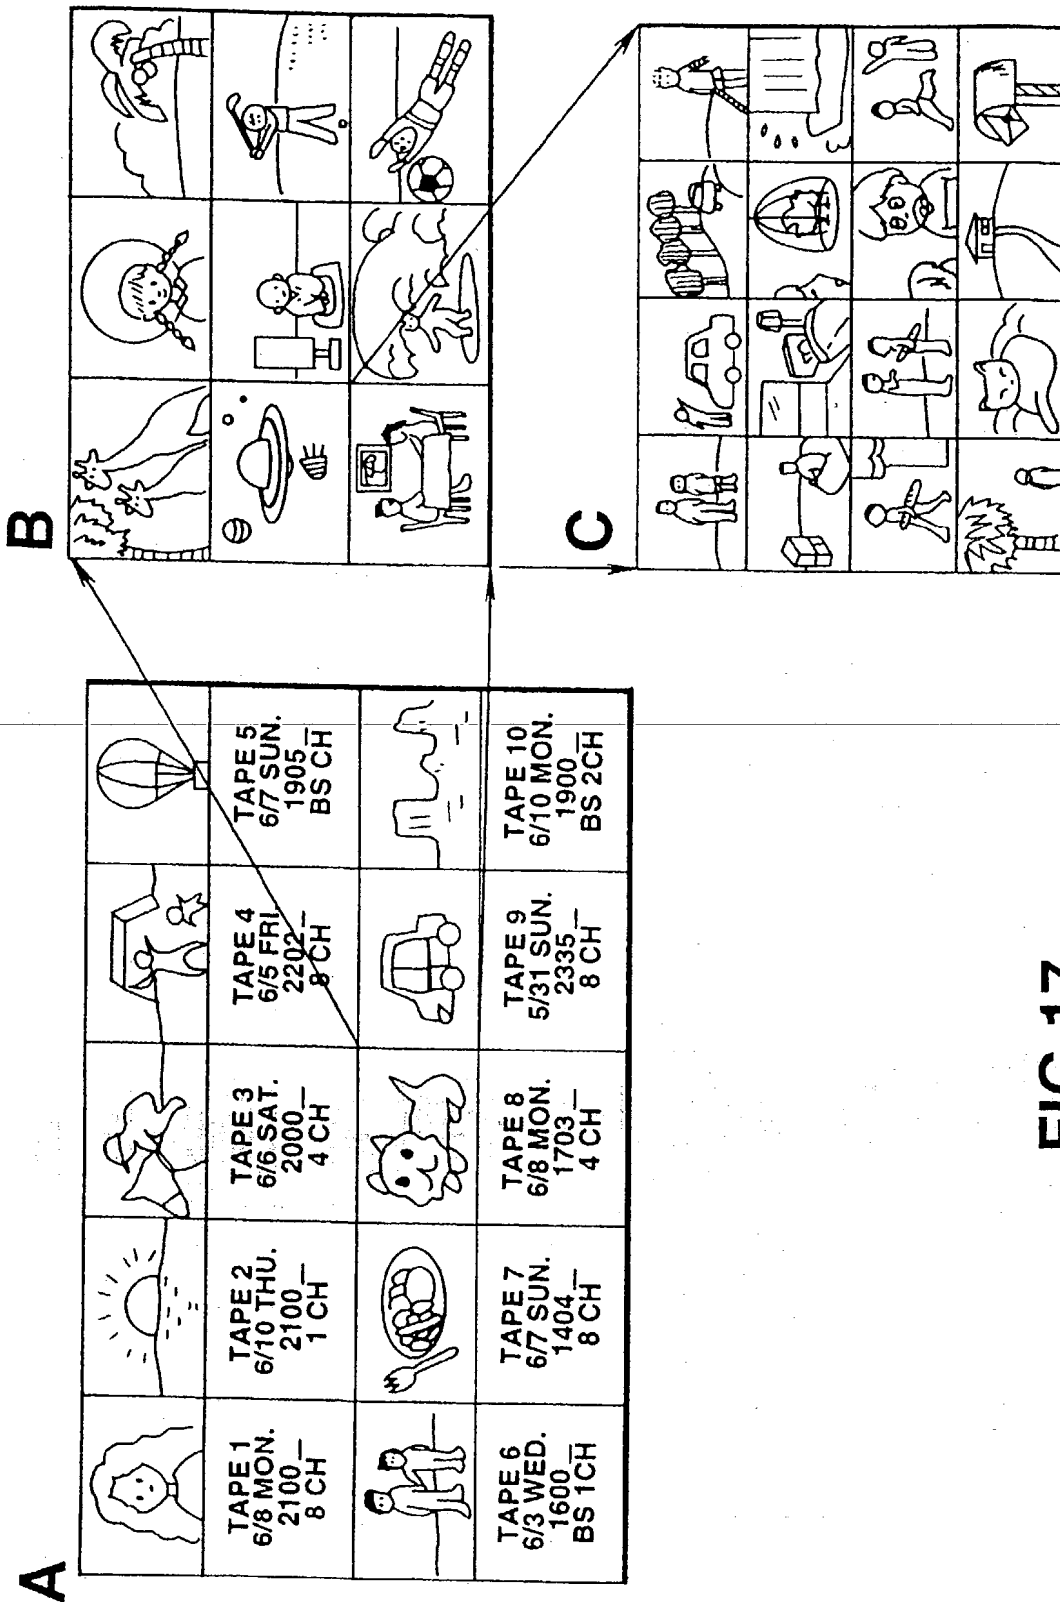 A
TAPE 1
6/8 MON.
2100_
8 CH
TAPE 2
6/10 THU.
2100_
1 CH
TAPE 3
6/6 SAT.
2000_
4 CH
TAPE 4
6/5 FRI.
2202_
8 CH
TAPE 5
6/7 SUN.
1905_
BS CH
TAPE 6
6/3 WED.
1600_
BS 1CH
TAPE 7
6/7 SUN.
1404_
8 CH
TAPE 8
6/8 MON.
1703_
4 CH
TAPE 9
5/31 SUN.
2335_
8 CH
TAPE 10
6/10 MON.
1900_
BS 2CH
B
C
FIG. 17